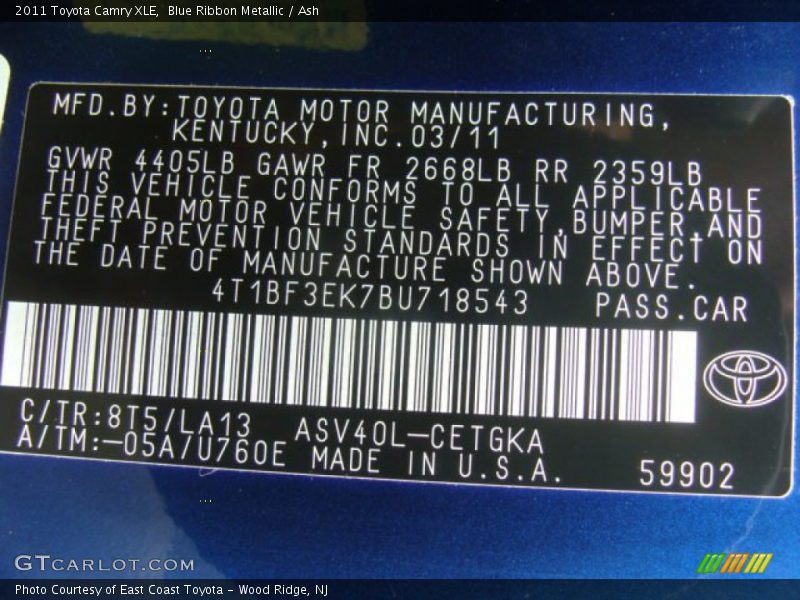 2011 Toyota Camry XLE,  Blue Ribbon Metallic / Ash
MFD.BY:TOYOTA MOTOR MANUFACTURING,
KENTUCKY,INC.03/11
GVWR 4405LB GAWR FR 2668LB RR 2359LB
THIS VEHICLE CONFORMS TO ALL APPLICABLE
FEDERAL MOTOR VEHICLE SAFETY,BUMPER,AND
THEFT PREVENTION STANDARDS IN EFFECT ON
THE DATE OF MANUFACTURE SHOWN ABOVE.
4T1BF3EK7BU718543 PASS.CAR
C/TR:8T5/LA13 ASV40L-CETGKA
A/TM:-05A/U760E MADE IN U.S.A. 59902
GTCARLOT.COM
Photo Courtesy of East Coast Toyota - Wood Ridge, NJ